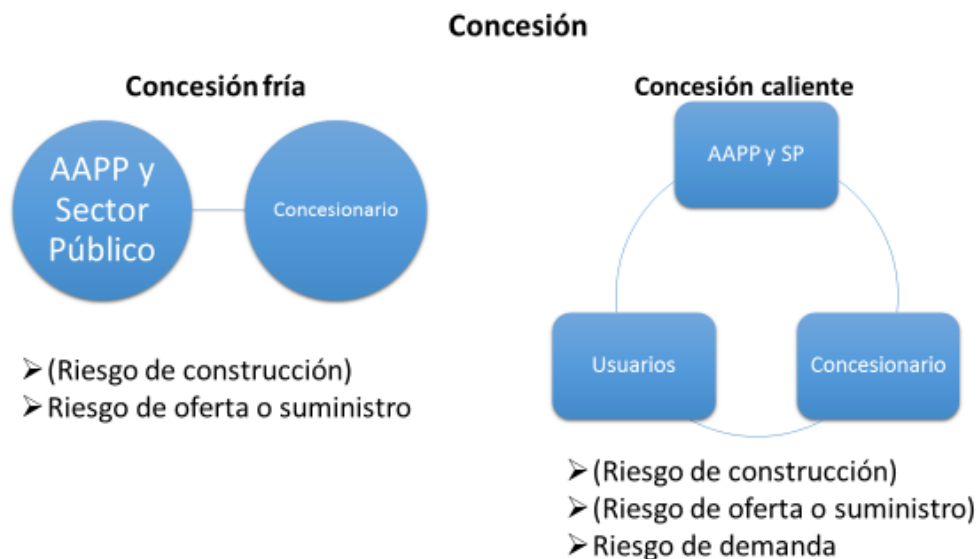 Concesión
Concesión fría
AAPP y
Sector
Público
Concesionario
➢(Riesgo de construcción)
➢Riesgo de oferta o suministro
Concesión caliente
AAPP y SP
Usuarios
Concesionario
➢(Riesgo de construcción)
➢(Riesgo de oferta o suministro)
➢Riesgo de demanda